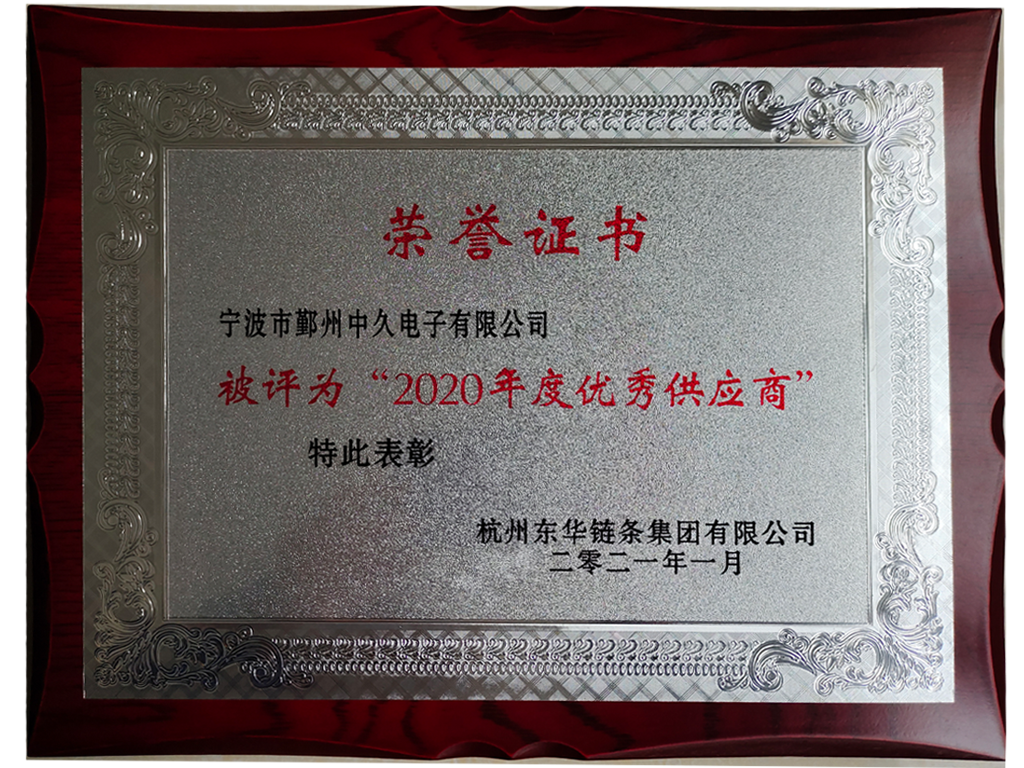 荣誉证书
宁波市鄞州中久电子有限公司
被评为“2020年度优秀供应商”
特此表彰
杭州东华链条集团有限公司
二零二一年一月